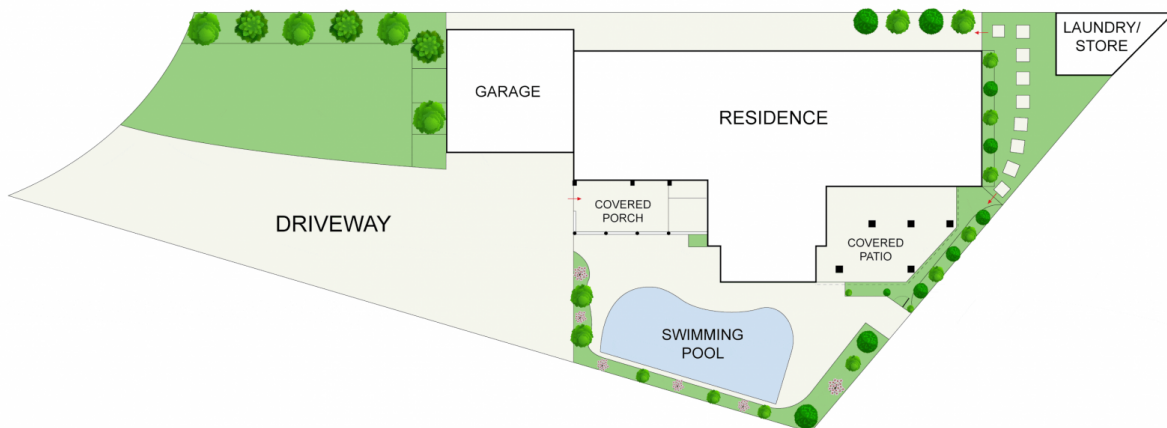 LAUNDRY/
STORE
GARAGE
RESIDENCE
COVERED
PORCH
DRIVEWAY
COVERED
PATIO
SWIMMING
POOL